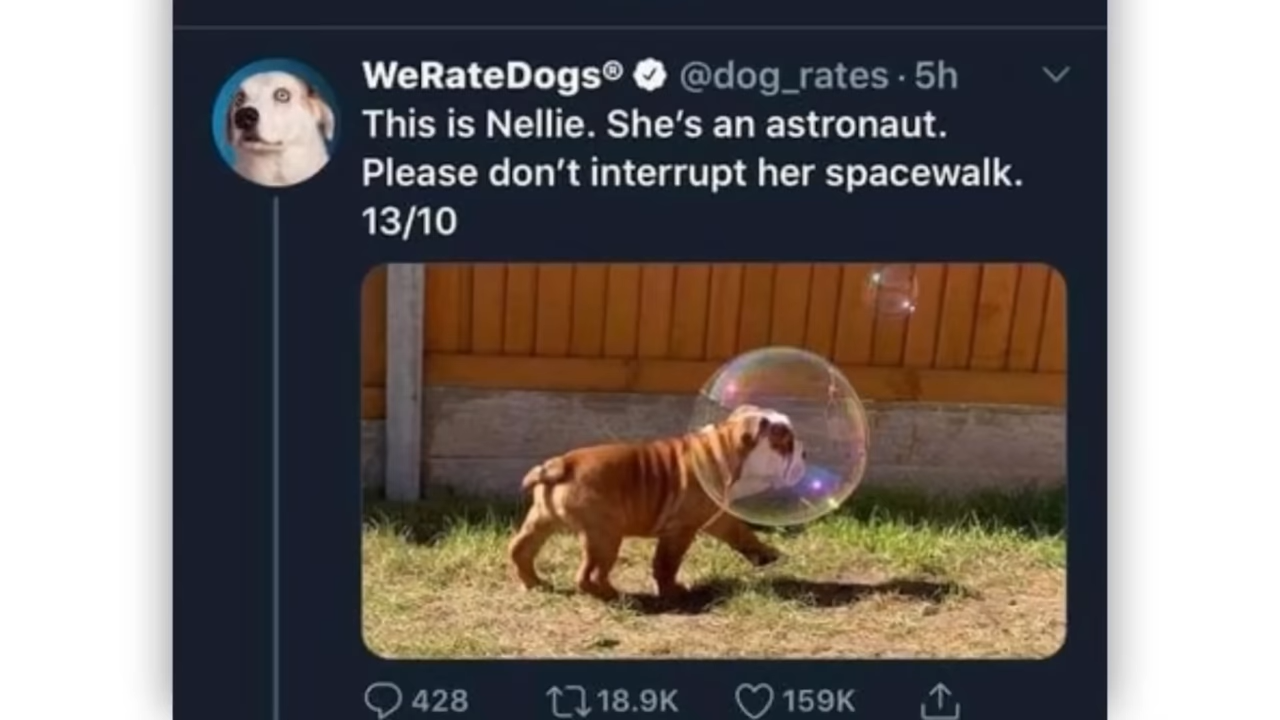 WeRateDogs® @dog_rates · 5h
This is Nellie. She’s an astronaut.
Please don’t interrupt her spacewalk.
13/10
428 18.9K 159K